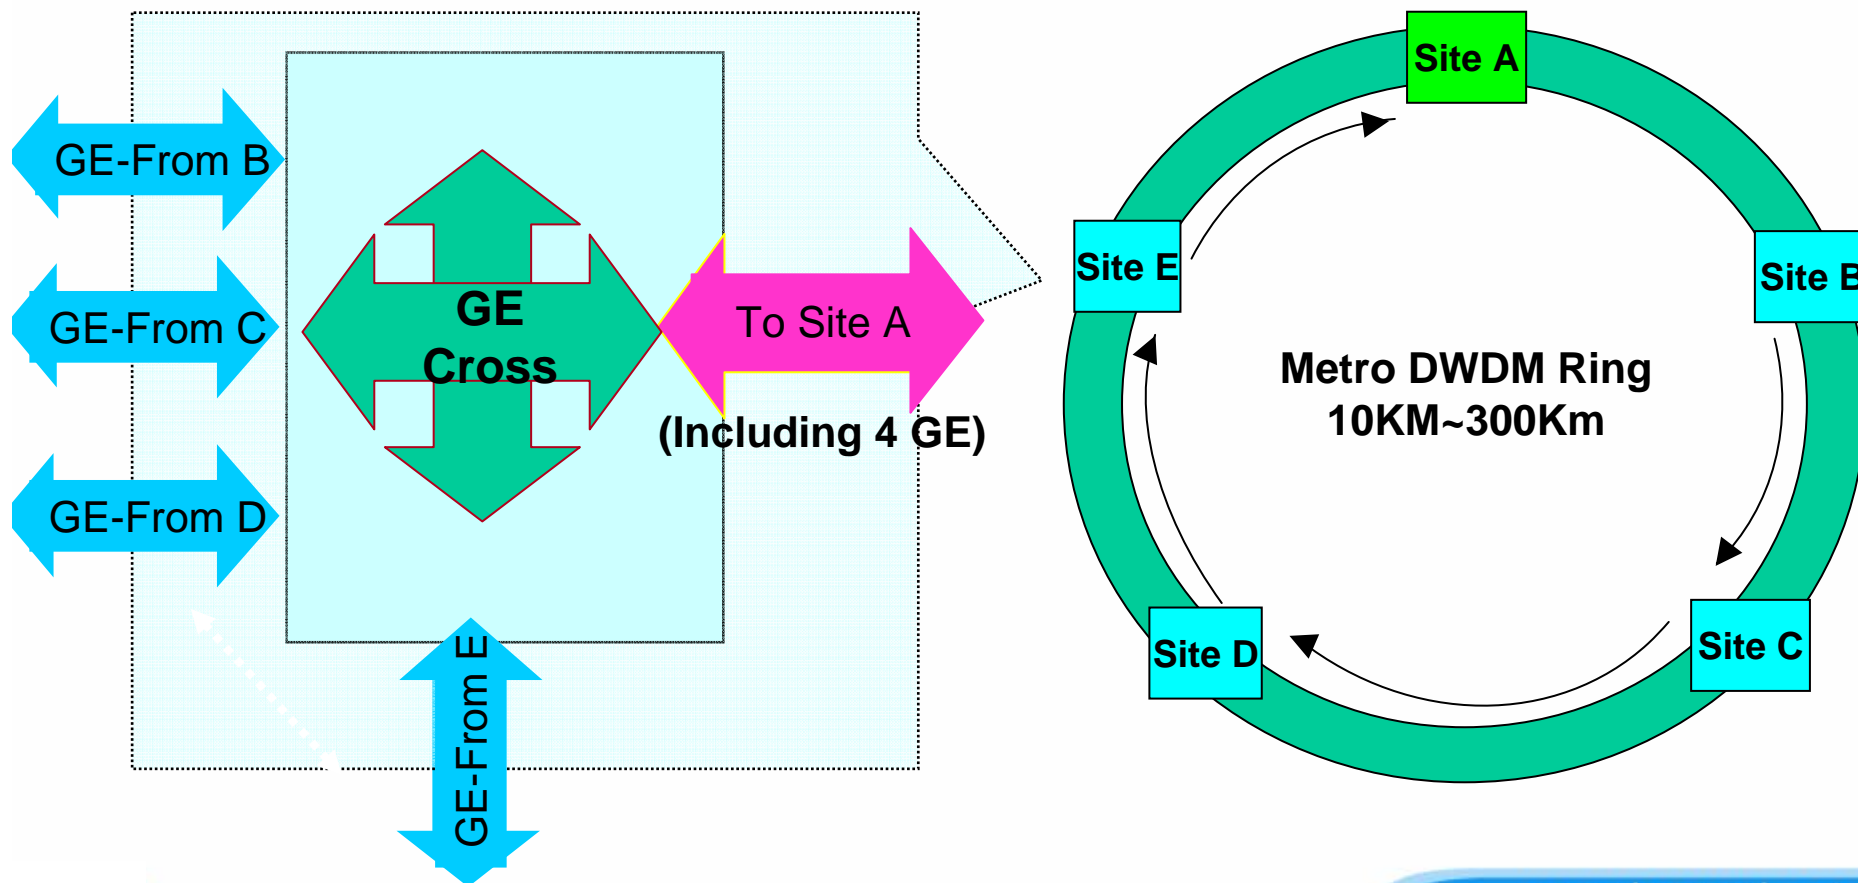 GE-From B
GE-From C
GE-From D
GE-From E
GE
Cross
To Site A
(Including 4 GE)
Site A
Site B
Site C
Site D
Site E
Metro DWDM Ring
10KM~300Km